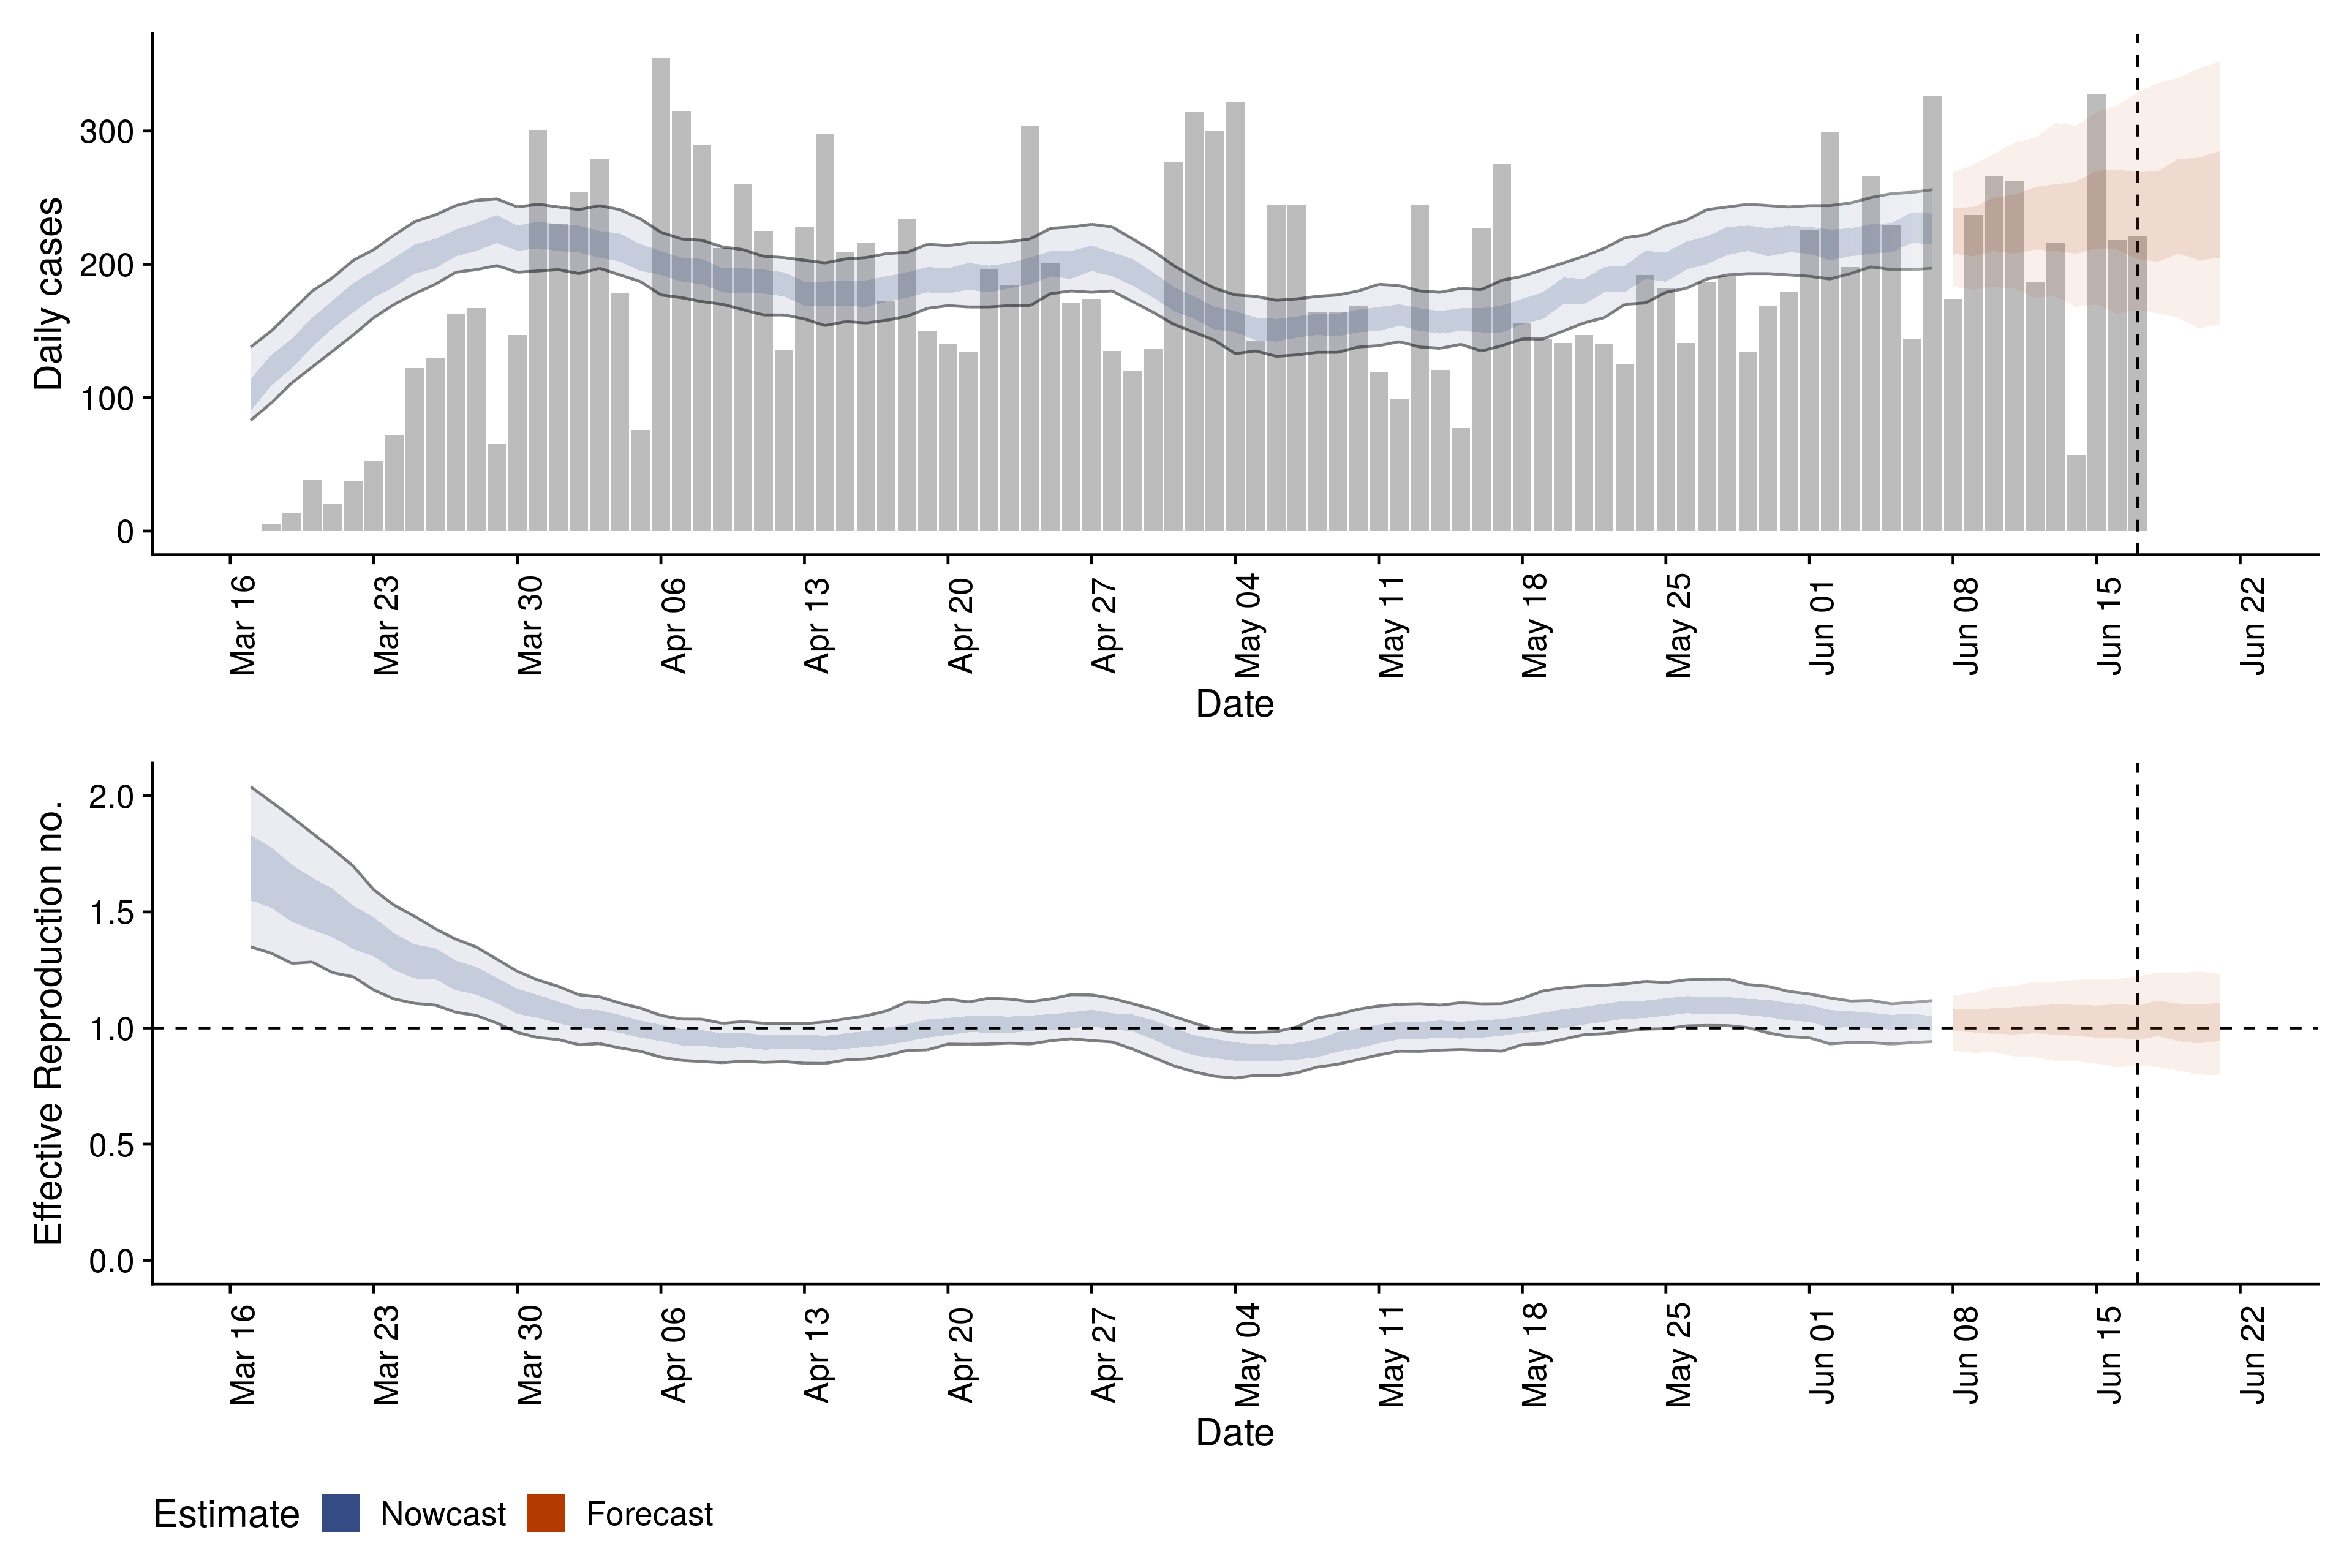 Daily cases
300
200
100
0
Mar 16
Mar 23
Mar 30
Apr 06
Apr 13
Apr 20
Apr 27
May 04
May 11
May 18
May 25
Jun 01
Jun 08
Jun 15
Jun 22
Date
Effective Reproduction no.
2.0
1.5
1.0
0.5
0.0
Mar 16
Mar 23
Mar 30
Apr 06
Apr 13
Apr 20
Apr 27
May 04
May 11
May 18
May 25
Jun 01
Jun 08
Jun 15
Jun 22
Date
Estimate Nowcast Forecast